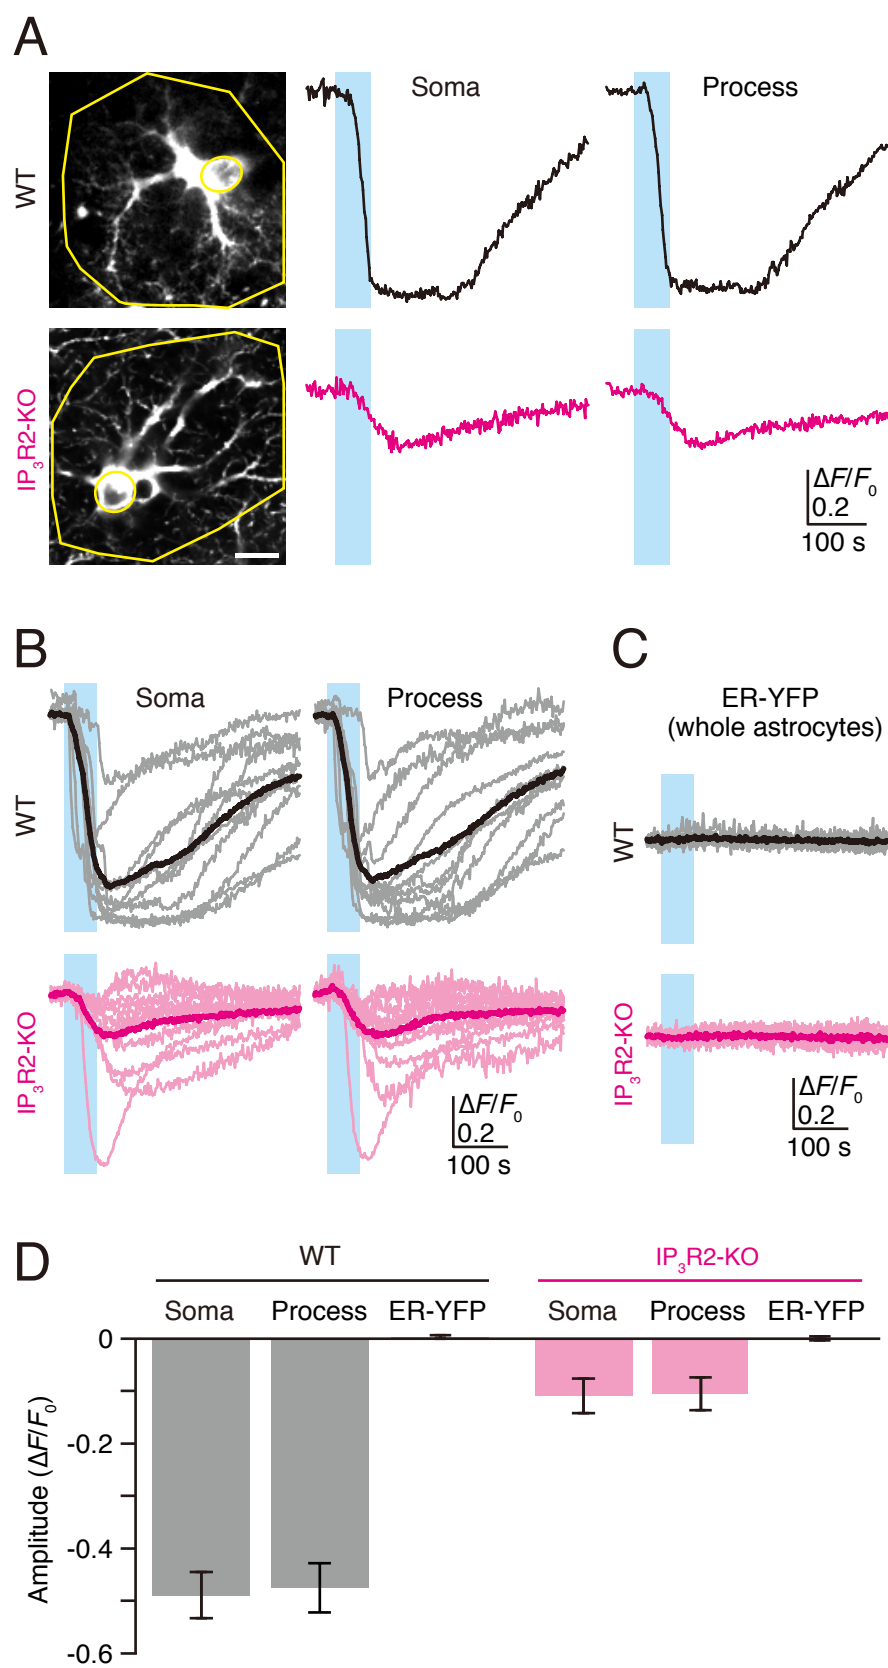 A
WT
Soma
Process
IP3R2-KO
ΔF/F0
0.2
100 s
B
Soma
Process
WT
IP3R2-KO
ΔF/F0
0.2
100 s
C
ER-YFP
(whole astrocytes)
WT
IP3R2-KO
ΔF/F0
0.2
100 s
D
WT
IP3R2-KO
Soma
Process
ER-YFP
Soma
Process
ER-YFP
Amplitude (ΔF/F0)
0
-0.2
-0.4
-0.6